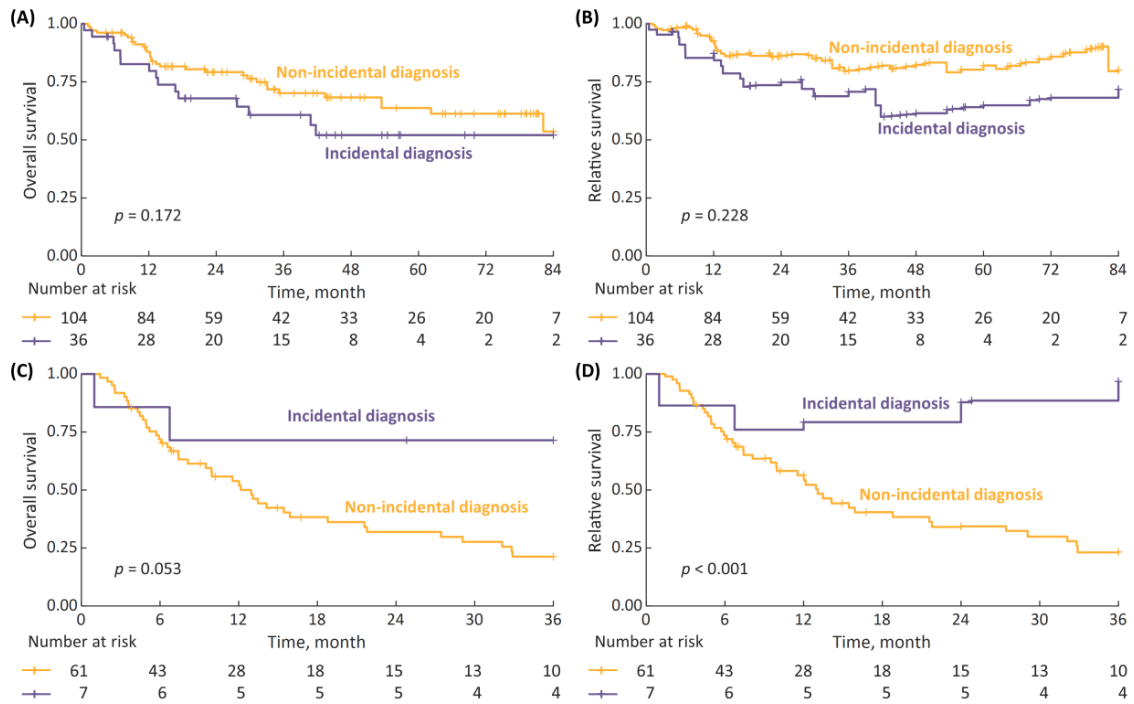 (A)
1.00
0.75
0.50
0.25
0.00
Overall survival
Non-incidental diagnosis
Incidental diagnosis
p = 0.172
0 12 24 36 48 60 72 84
Number at risk
Time, month
104 84 59 42 33 26 20 7
36 28 20 15 8 4 2 2
(B)
1.00
0.75
0.50
0.25
0.00
Relative survival
Non-incidental diagnosis
Incidental diagnosis
p = 0.228
0 12 24 36 48 60 72 84
Number at risk
Time, month
104 84 59 42 33 26 20 7
36 28 20 15 8 4 2 2
(C)
1.00
0.75
0.50
0.25
0.00
Overall survival
Incidental diagnosis
Non-incidental diagnosis
p = 0.053
0 6 12 18 24 30 36
Number at risk
Time, month
61 43 28 18 15 13 10
7 6 5 5 5 4 4
(D)
1.00
0.75
0.50
0.25
0.00
Relative survival
Incidental diagnosis
Non-incidental diagnosis
p < 0.001
0 6 12 18 24 30 36
Number at risk
Time, month
61 43 28 18 15 13 10
7 6 5 5 5 4 4